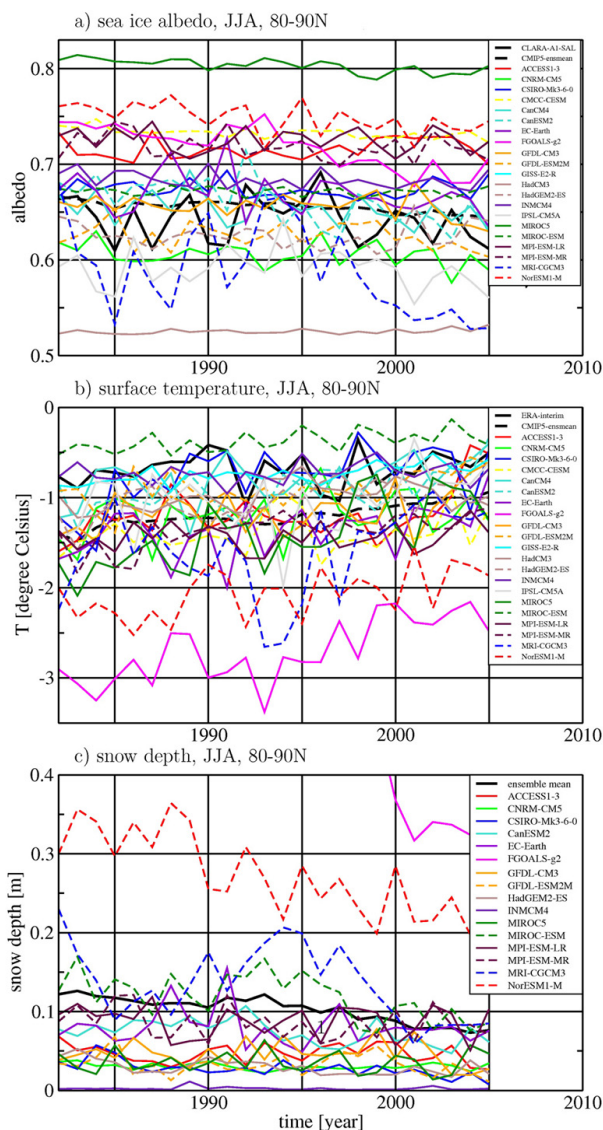 a) sea ice albedo, JJA, 80-90N
0.8
0.7
0.6
0.5
albedo
1990
2000
2010
CLARA-A1-SAL
CMIP5-ensmean
ACCESS1-3
CNRM-CM5
CSIRO-Mk3-6-0
CMCC-CESM
CanCM4
CanESM2
EC-Earth
FGOALS-g2
GFDL-CM3
GFDL-ESM2M
GISS-E2-R
HadCM3
HadGEM2-ES
INMCM4
IPSL-CM5A
MIROC5
MIROC-ESM
MPI-ESM-LR
MPI-ESM-MR
MRI-CGCM3
NorESM1-M
b) surface temperature, JJA, 80-90N
0
-1
-2
-3
T [degree Celsius]
1990
2000
2010
ERA-interim
CMIP5-ensmean
ACCESS1-3
CNRM-CM5
CSIRO-Mk3-6-0
CMCC-CESM
CanCM4
CanESM2
EC-Earth
FGOALS-g2
GFDL-CM3
GFDL-ESM2M
GISS-E2-R
HadCM3
HadGEM2-ES
INMCM4
IPSL-CM5A
MIROC5
MIROC-ESM
MPI-ESM-LR
MPI-ESM-MR
MRI-CGCM3
NorESM1-M
c) snow depth, JJA, 80-90N
0.4
0.3
0.2
0.1
0
snow depth [m]
1990
2000
2010
time [year]
ensemble mean
ACCESS1-3
CNRM-CM5
CSIRO-Mk3-6-0
CanESM2
EC-Earth
FGOALS-g2
GFDL-CM3
GFDL-ESM2M
HadGEM2-ES
INMCM4
MIROC5
MIROC-ESM
MPI-ESM-LR
MPI-ESM-MR
MRI-CGCM3
NorESM1-M